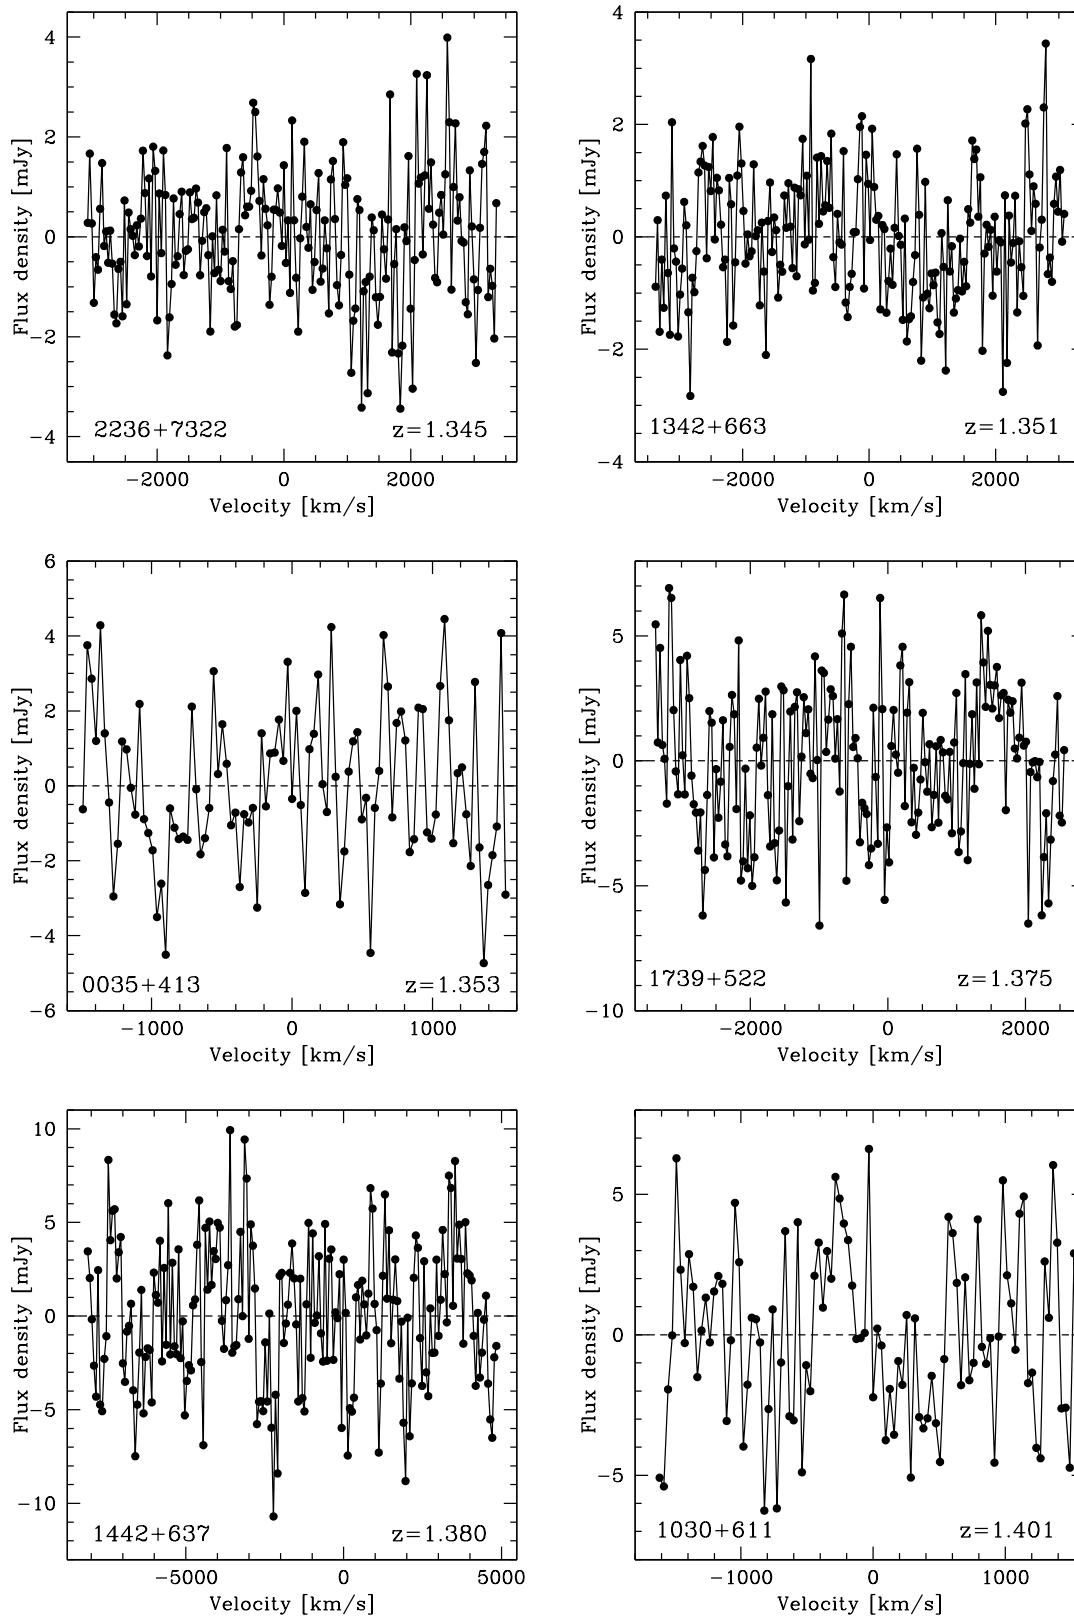 4
2
0
−2
−4
Flux density [mJy]
2236+7322
z=1.345
−2000
0
2000
Velocity [km/s]
4
2
0
−2
−4
Flux density [mJy]
1342+663
z=1.351
−2000
0
2000
Velocity [km/s]
6
4
2
0
−2
−4
−6
Flux density [mJy]
0035+413
z=1.353
−1000
0
1000
Velocity [km/s]
5
0
−5
−10
Flux density [mJy]
1739+522
z=1.375
−2000
0
2000
Velocity [km/s]
10
5
0
−5
−10
Flux density [mJy]
1442+637
z=1.380
−5000
0
5000
Velocity [km/s]
5
0
−5
Flux density [mJy]
1030+611
z=1.401
−1000
0
1000
Velocity [km/s]